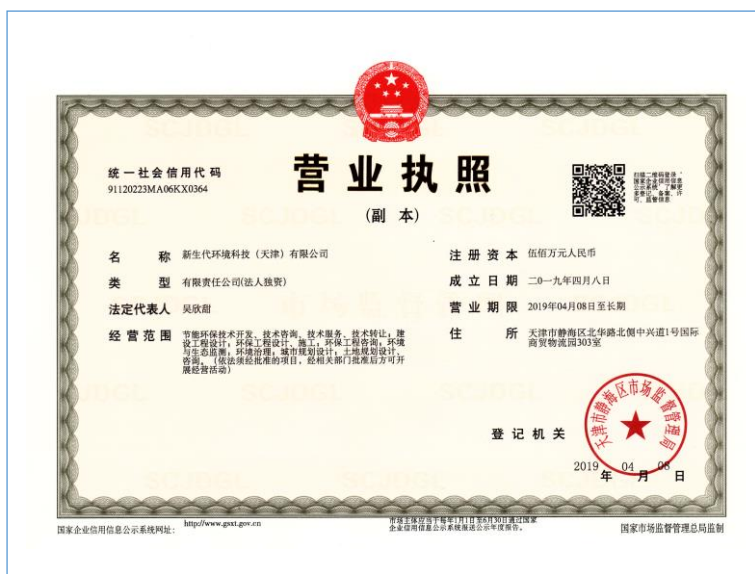 统一社会信用代码
91120223MA06KX0364
营业执照
(副 本)
扫描二维码登录‘
国家企业信用信息
公示系统’了解更
多登记、备案、许
可、监管信息
名 称 新生代环境科技（天津）有限公司
类 型 有限责任公司(法人独资)
法定代表人 吴欣甜
经营范围 节能环保技术开发、技术咨询、技术服务、技术转让；建
设工程设计；环保工程设计、施工；环保工程咨询；环境
与生态监测；环境治理；城市规划设计；土地规划设计、
咨询。（依法须经批准的项目，经相关部门批准后方可开
展经营活动）
注册资本 伍佰万元人民币
成立日期 二〇一九年四月八日
营业期限 2019年04月08日至长期
住 所 天津市静海区北华路北侧中兴道1号国际
商贸物流园303室
登记机关
天津市静海区市场监督管理局
2019 年 04 月 08 日
国家企业信用信息公示系统网址： http://www.gsxt.gov.cn
市场主体应当于每年1月1日至6月30日通过国家
企业信用信息公示系统报送公示年度报告。
国家市场监督管理总局监制